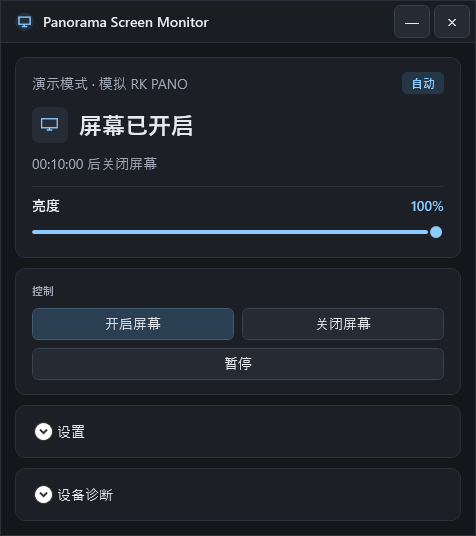 Panorama Screen Monitor
演示模式 · 模拟 RK PANO
自动
屏幕已开启
00:10:00 后关闭屏幕
亮度
100%
控制
开启屏幕
关闭屏幕
暂停
设置
设备诊断